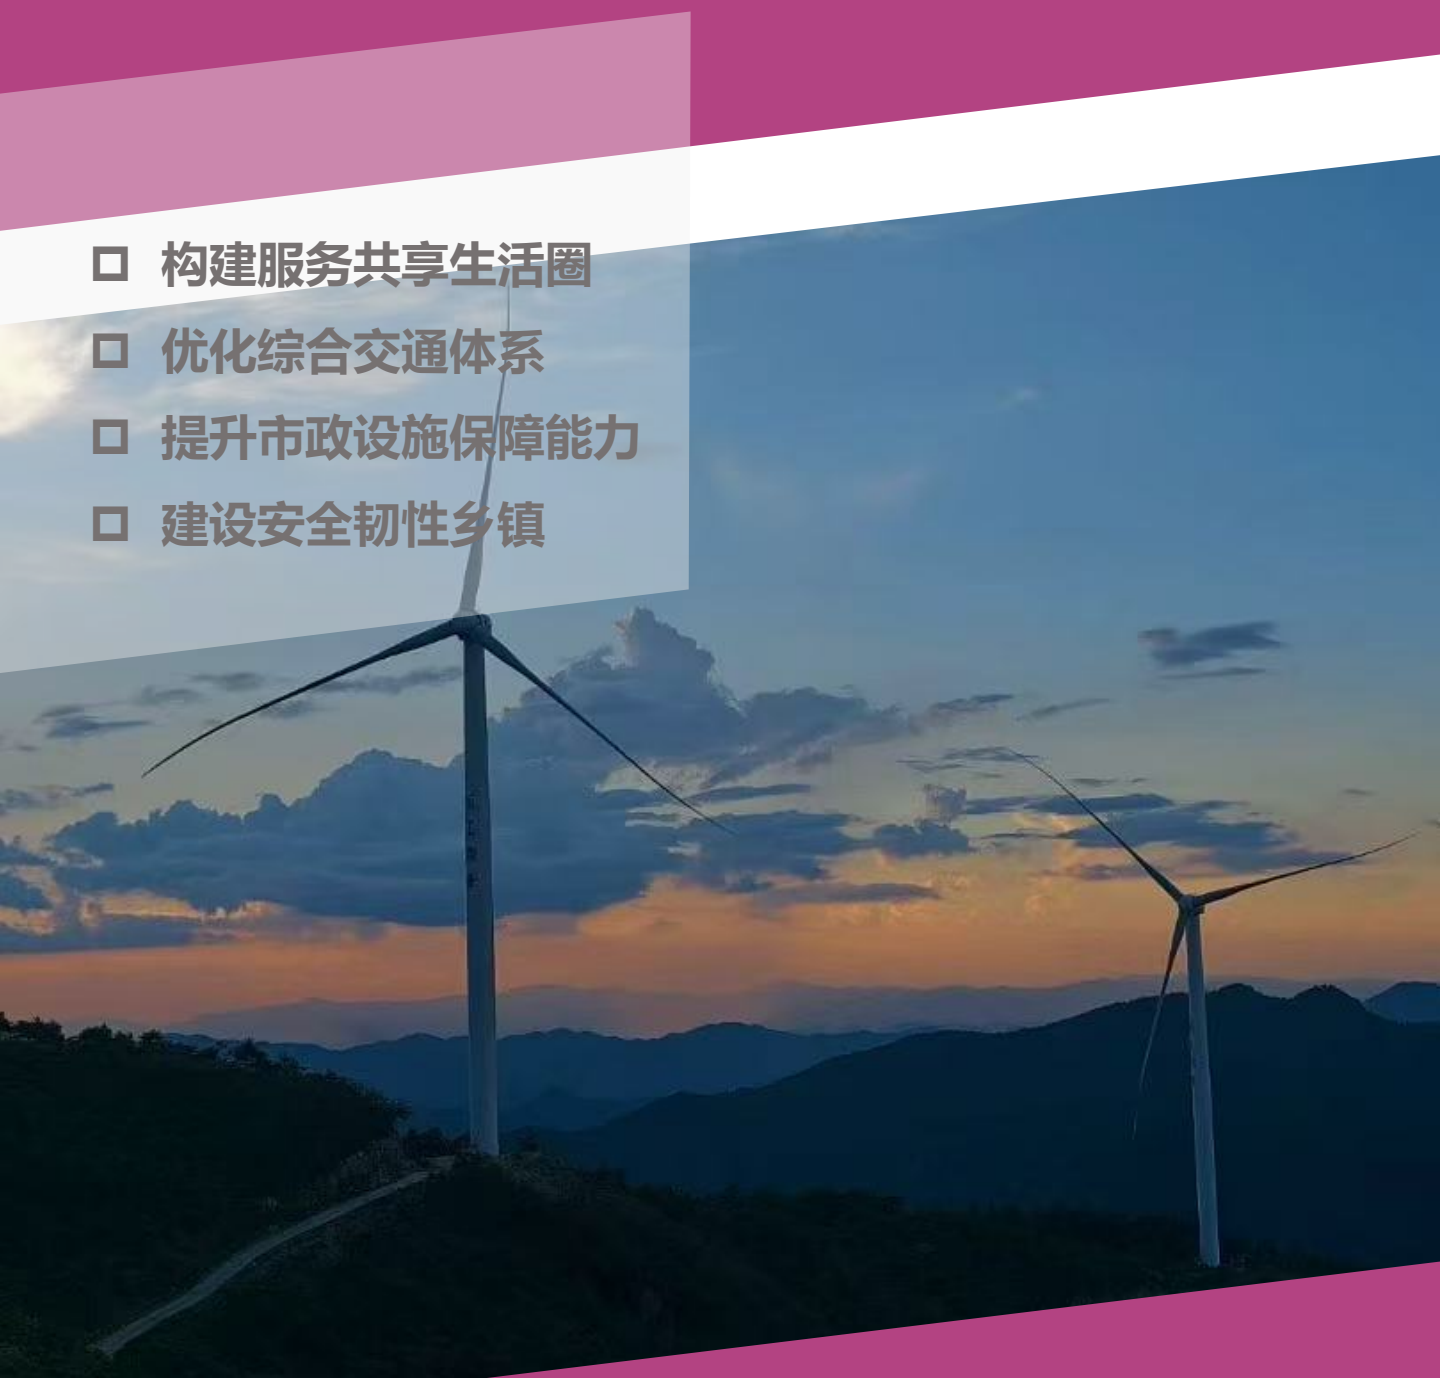 构建服务共享生活圈
优化综合交通体系
提升市政设施保障能力
建设安全韧性乡镇